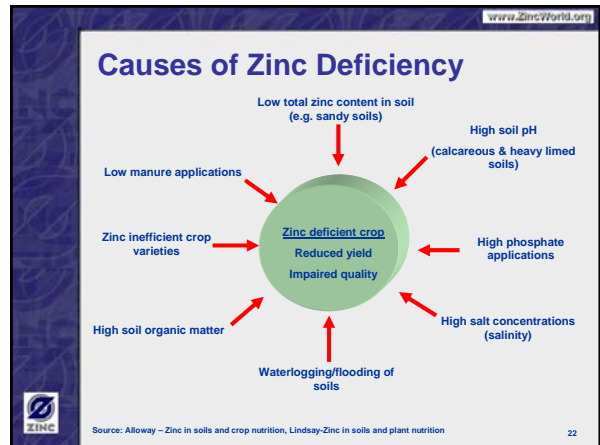 www.ZincWorld.org
Causes of Zinc Deficiency
Low total zinc content in soil
(e.g. sandy soils)
High soil pH
(calcareous & heavy limed
soils)
Low manure applications
Zinc inefficient crop
varieties
Zinc deficient crop
Reduced yield
Impaired quality
High phosphate
applications
High soil organic matter
High salt concentrations
(salinity)
Waterlogging/flooding of
soils
ZINC
Source: Alloway – Zinc in soils and crop nutrition, Lindsay-Zinc in soils and plant nutrition
22